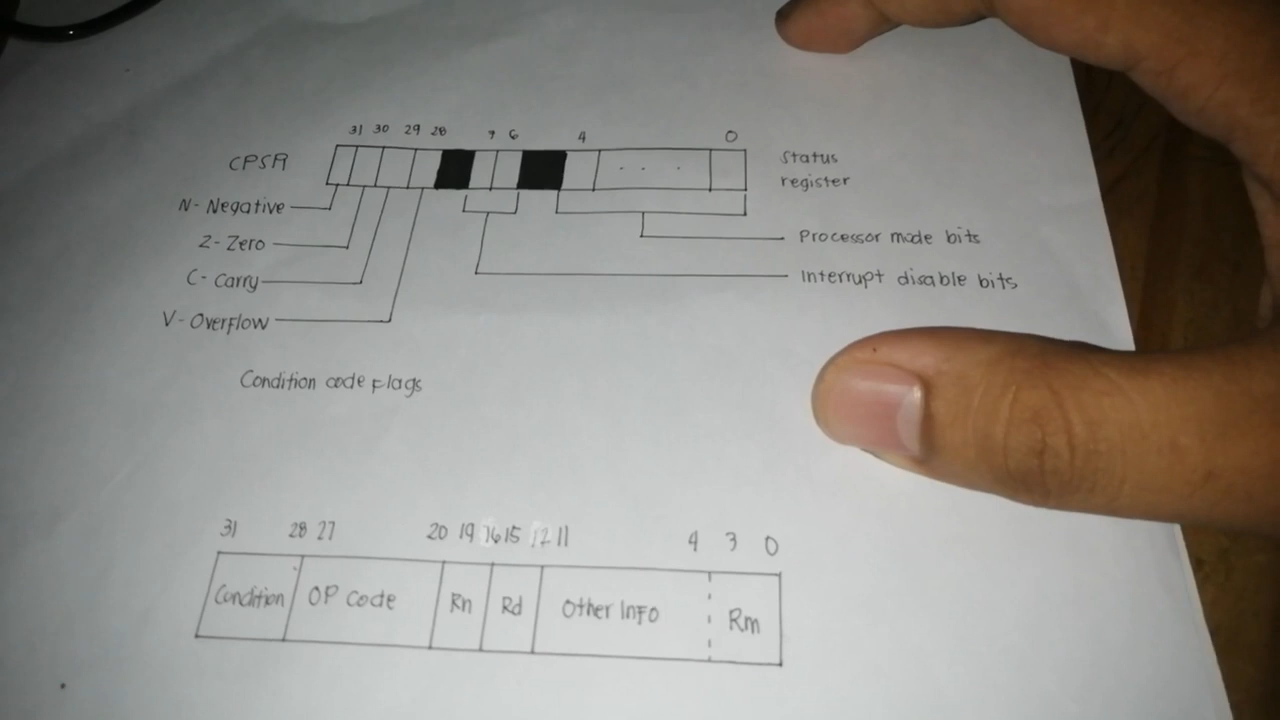 31 30 29 28 7 6 4 0
CPSR
Status
register
N- Negative
Z- Zero
C- Carry
V- Overflow
Processor mode bits
Interrupt disable bits
Condition code Flags
31 28 27 20 19 16 15 12 11 4 3 0
Condition OP Code Rn Rd Other InFo Rm